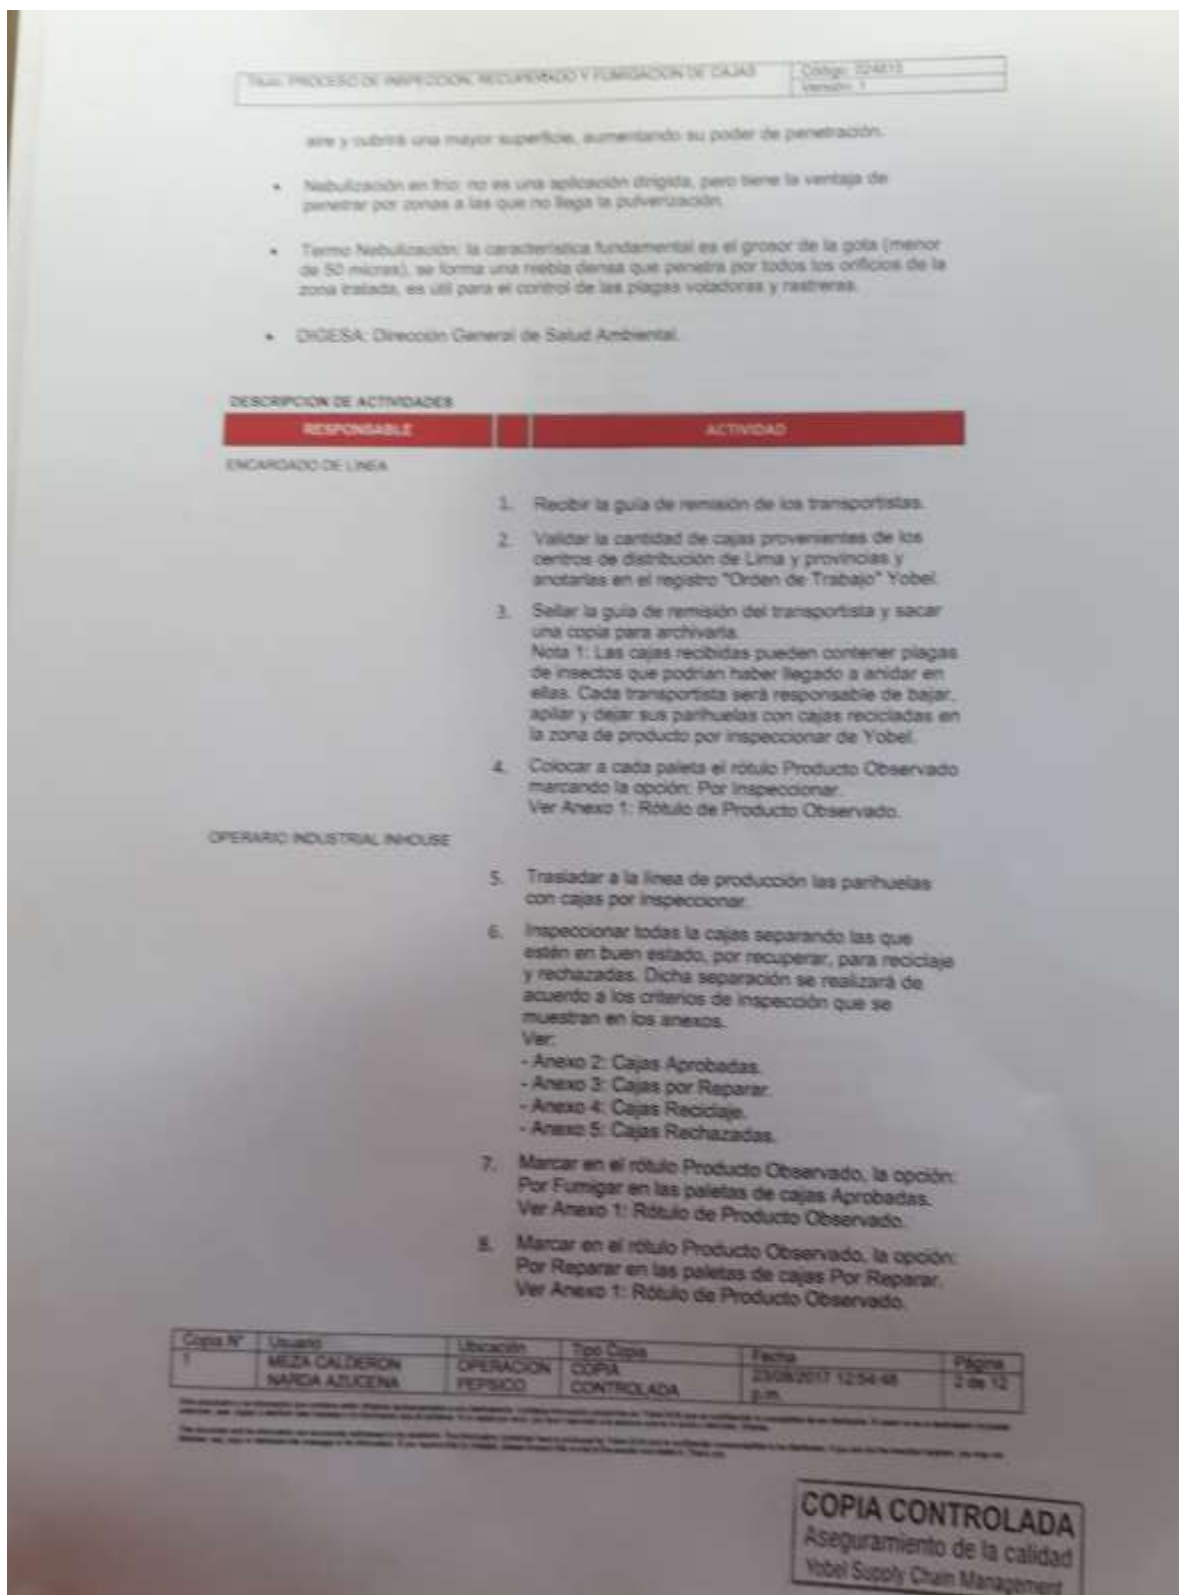 Titulo: PROCESO DE INSPECCION, RECUPERADO Y FUMIGACION DE CAJAS
Código:
Versión: 1
aire y cubrirá una mayor superficie, aumentando su poder de penetración.
• Nebulización en frio: no es una aplicación dirigida, pero tiene la ventaja de
penetrar por zonas a las que no llega la pulverización.
• Termo Nebulización: la característica fundamental es el grosor de la gota (menor
de 50 micras), se forma una niebla densa que penetra por todos los orificios de la
zona tratada, es útil para el control de las plagas voladoras y rastreras.
• DIGESA: Dirección General de Salud Ambiental.
DESCRIPCION DE ACTIVIDADES
RESPONSABLE ACTIVIDAD
ENCARGADO DE LINEA
1. Recibir la guía de remisión de los transportistas.
2. Validar la cantidad de cajas provenientes de los
centros de distribución de Lima y provincias y
anotarlas en el registro "Orden de Trabajo" Yobel.
3. Sellar la guía de remisión del transportista y sacar
una copia para archivarla.
Nota 1: Las cajas recibidas pueden contener plagas
de insectos que podrían haber llegado a anidar en
ellas. Cada transportista será responsable de bajar,
apilar y dejar sus parihuelas con cajas recicladas en
la zona de producto por inspeccionar de Yobel.
4. Colocar a cada paleta el rótulo Producto Observado
marcando la opción: Por Inspeccionar.
Ver Anexo 1: Rótulo de Producto Observado.
OPERARIO INDUSTRIAL INHOUSE
5. Trasladar a la línea de producción las parihuelas
con cajas por inspeccionar.
6. Inspeccionar todas la cajas separando las que
estén en buen estado, por recuperar, para reciclaje
y rechazadas. Dicha separación se realizará de
acuerdo a los criterios de inspección que se
muestran en los anexos.
Ver:
- Anexo 2: Cajas Aprobadas.
- Anexo 3: Cajas por Reparar.
- Anexo 4: Cajas Reciclaje.
- Anexo 5: Cajas Rechazadas.
7. Marcar en el rótulo Producto Observado, la opción:
Por Fumigar en las paletas de cajas Aprobadas.
Ver Anexo 1: Rótulo de Producto Observado.
8. Marcar en el rótulo Producto Observado, la opción:
Por Reparar en las paletas de cajas Por Reparar.
Ver Anexo 1: Rótulo de Producto Observado.
Copia N° Usuario Ubicación Tipo Copia Fecha Página
1 MEZA CALDERON OPERACION COPIA 23/08/2017 12:54:48 2 de 12
NARDA AZUCENA PEPSICO CONTROLADA p.m.
COPIA CONTROLADA
Aseguramiento de la calidad
Yobel Supply Chain Management